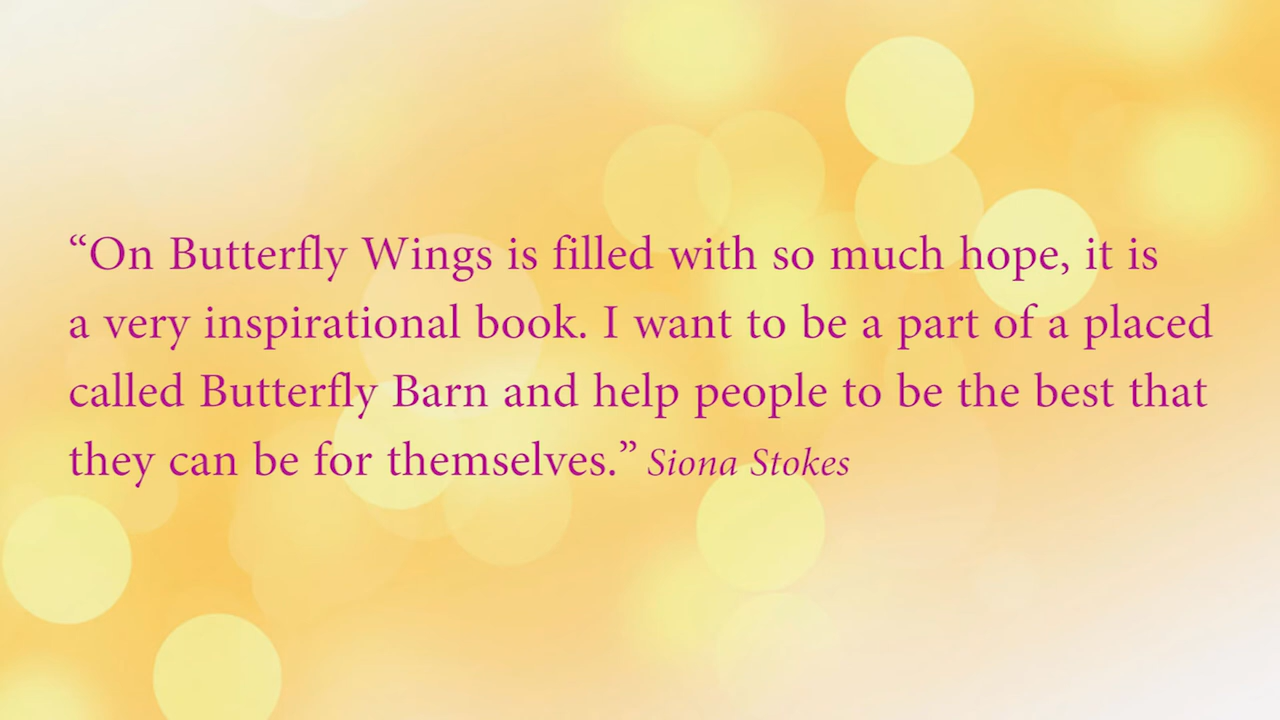 “On Butterfly Wings is filled with so much hope, it is
a very inspirational book. I want to be a part of a placed
called Butterfly Barn and help people to be the best that
they can be for themselves.” Siona Stokes